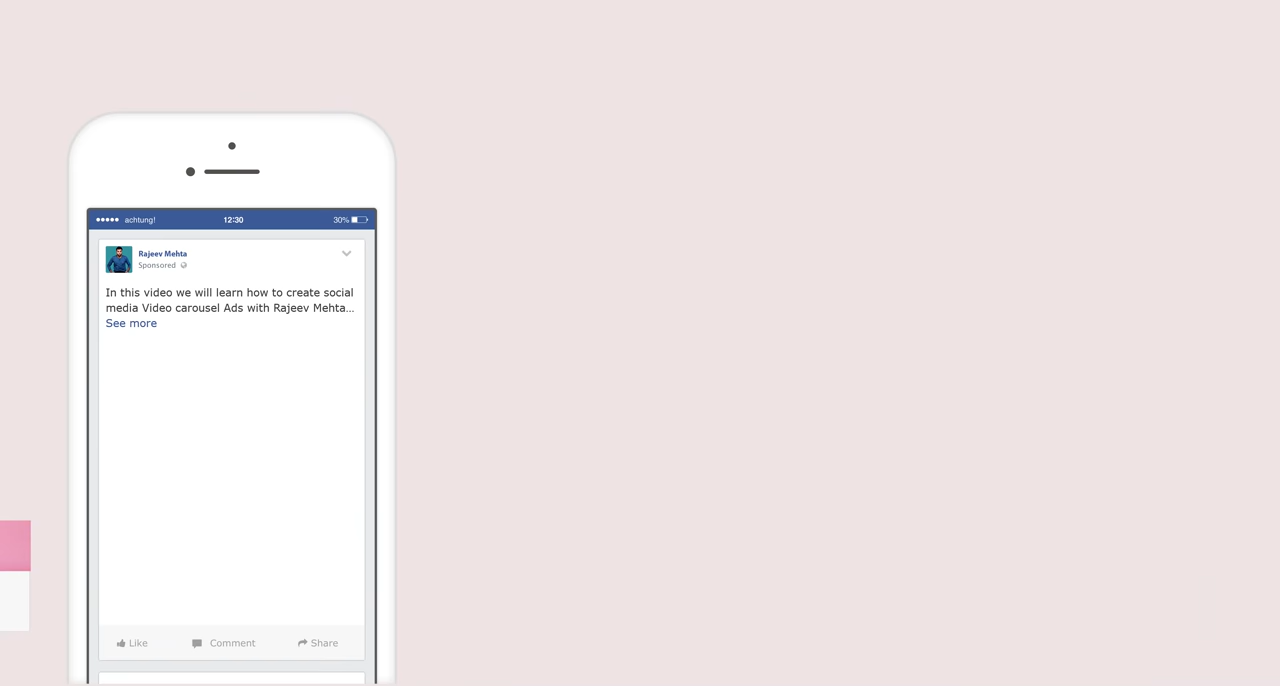 achtung! 12:30 30%
Rajeev Mehta
Sponsored
In this video we will learn how to create social
media Video carousel Ads with Rajeev Mehta...
See more
Like Comment Share